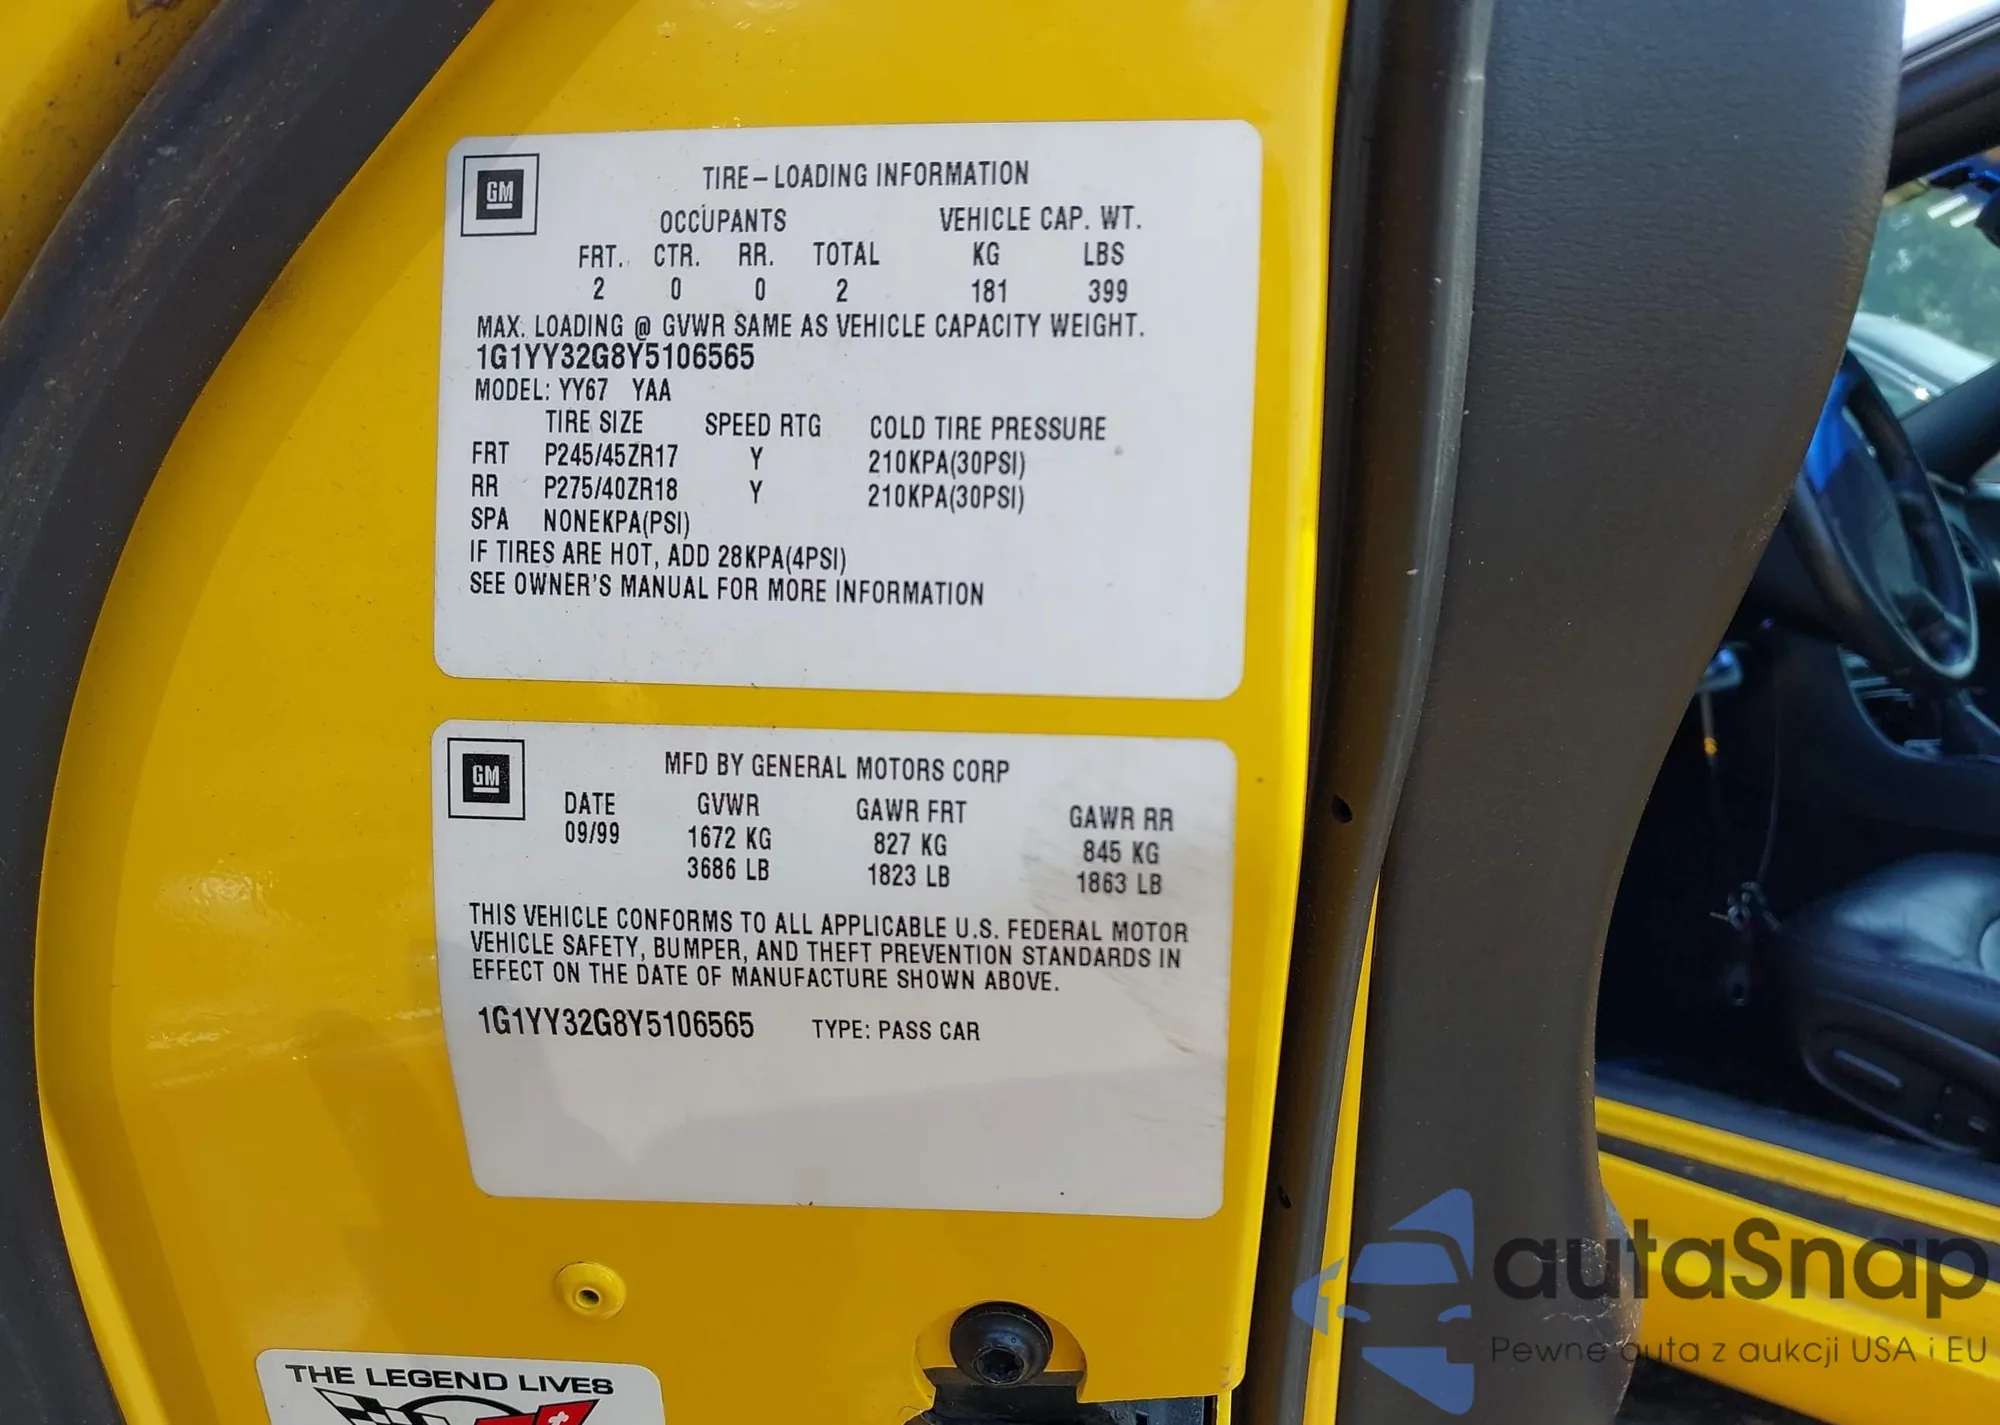 GM
TIRE-LOADING INFORMATION
OCCUPANTS VEHICLE CAP. WT.
FRT. CTR. RR. TOTAL KG LBS
2 0 0 2 181 399
MAX. LOADING @ GVWR SAME AS VEHICLE CAPACITY WEIGHT.
1G1YY32G8Y5106565
MODEL: YY67 YAA
TIRE SIZE SPEED RTG COLD TIRE PRESSURE
FRT P245/45ZR17 Y 210KPA(30PSI)
RR P275/40ZR18 Y 210KPA(30PSI)
SPA NONEKPA(PSI)
IF TIRES ARE HOT, ADD 28KPA(4PSI)
SEE OWNER'S MANUAL FOR MORE INFORMATION
GM
MFD BY GENERAL MOTORS CORP
DATE GVWR GAWR FRT GAWR RR
09/99 1672 KG 827 KG 845 KG
3686 LB 1823 LB 1863 LB
THIS VEHICLE CONFORMS TO ALL APPLICABLE U.S. FEDERAL MOTOR
VEHICLE SAFETY, BUMPER, AND THEFT PREVENTION STANDARDS IN
EFFECT ON THE DATE OF MANUFACTURE SHOWN ABOVE.
1G1YY32G8Y5106565 TYPE: PASS CAR
THE LEGEND LIVES
autaSnap
Pewne auta z aukcji USA i EU